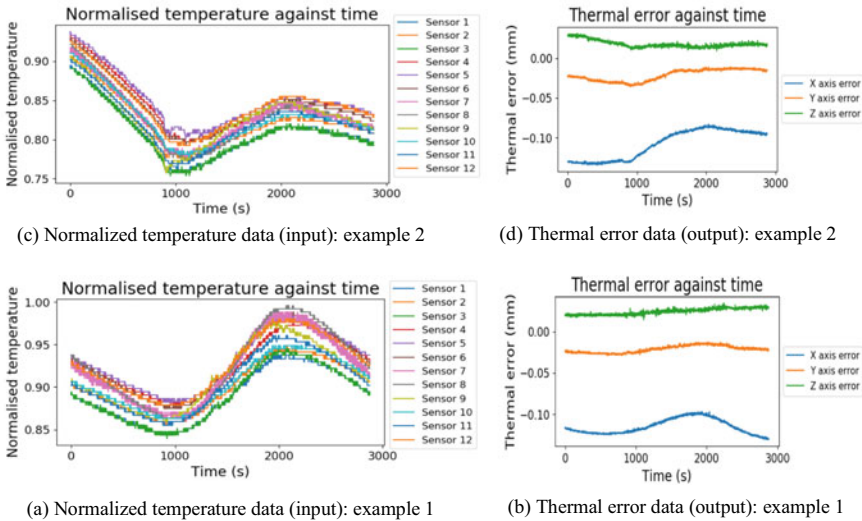 Normalised temperature against time
Normalised temperature
0.90
0.85
0.80
0.75
0
1000
2000
3000
Time (s)
Sensor 1
Sensor 2
Sensor 3
Sensor 4
Sensor 5
Sensor 6
Sensor 7
Sensor 8
Sensor 9
Sensor 10
Sensor 11
Sensor 12
(c) Normalized temperature data (input): example 2
Thermal error against time
Thermal error (mm)
0.00
−0.05
−0.10
0
1000
2000
3000
Time (s)
X axis error
Y axis error
Z axis error
(d) Thermal error data (output): example 2
Normalised temperature against time
Normalised temperature
1.00
0.95
0.90
0.85
0
1000
2000
3000
Time (s)
Sensor 1
Sensor 2
Sensor 3
Sensor 4
Sensor 5
Sensor 6
Sensor 7
Sensor 8
Sensor 9
Sensor 10
Sensor 11
Sensor 12
(a) Normalized temperature data (input): example 1
Thermal error against time
Thermal error (mm)
0.00
−0.05
−0.10
0
1000
2000
3000
Time (s)
X axis error
Y axis error
Z axis error
(b) Thermal error data (output): example 1